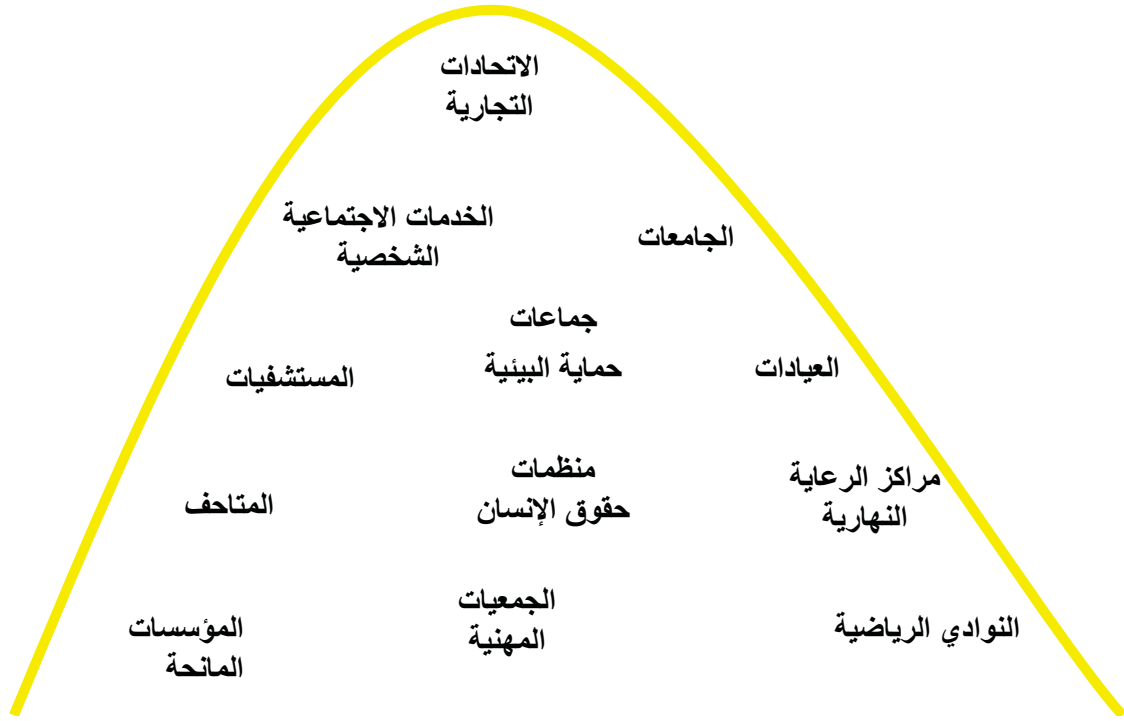 الاتحادات
التجارية
الخدمات الاجتماعية
الشخصية
الجامعات
جماعات
حماية البيئية
المستشفيات
العيادات
منظمات
حقوق الإنسان
المتاحف
مراكز الرعاية
النهارية
الجمعيات
المهنية
المؤسسات
المانحة
النوادي الرياضية